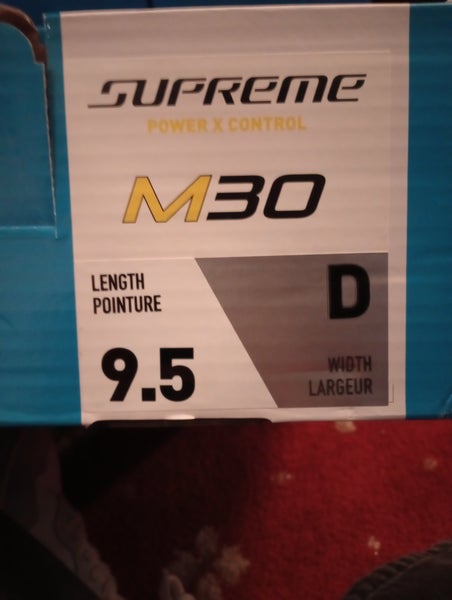 SUPREME
POWER X CONTROL
M30
LENGTH
POINTURE
9.5
D
WIDTH
LARGEUR